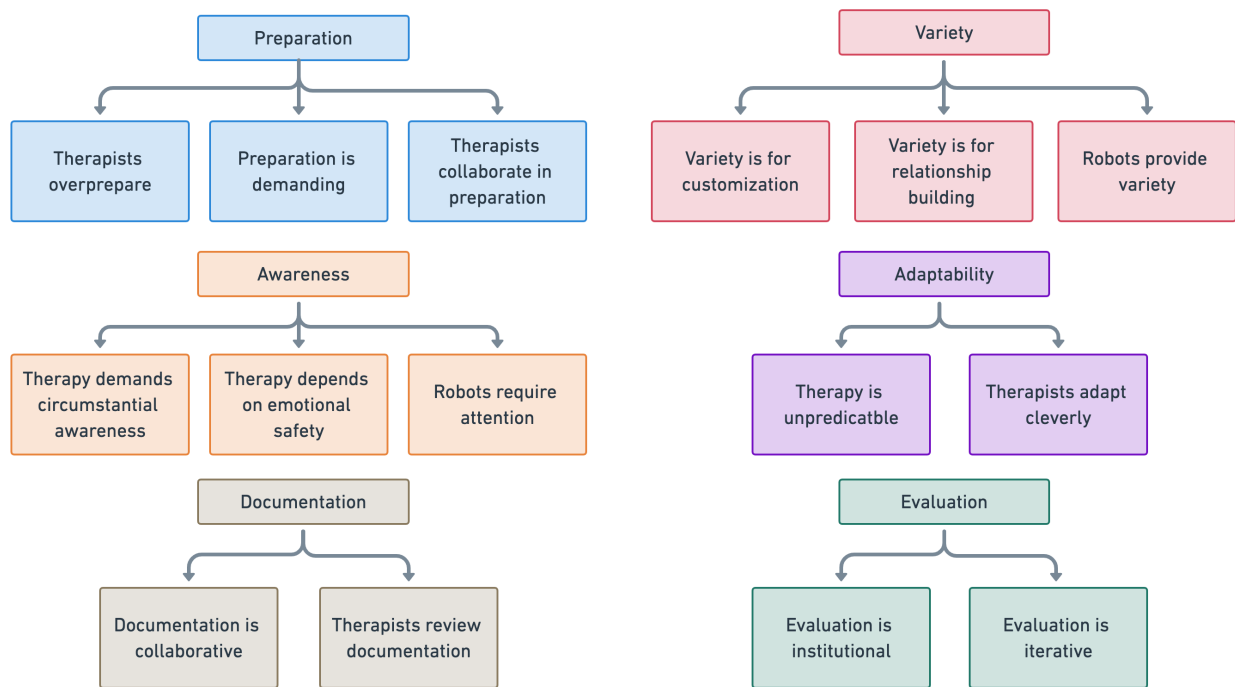 Preparation
Therapists
overprepare
Preparation is
demanding
Therapists
collaborate in
preparation
Variety
Variety is for
customization
Variety is for
relationship
building
Robots provide
variety
Awareness
Therapy demands
circumstantial
awareness
Therapy depends
on emotional
safety
Robots require
attention
Adaptability
Therapy is
unpredicatble
Therapists adapt
cleverly
Documentation
Documentation is
collaborative
Therapists review
documentation
Evaluation
Evaluation is
institutional
Evaluation is
iterative